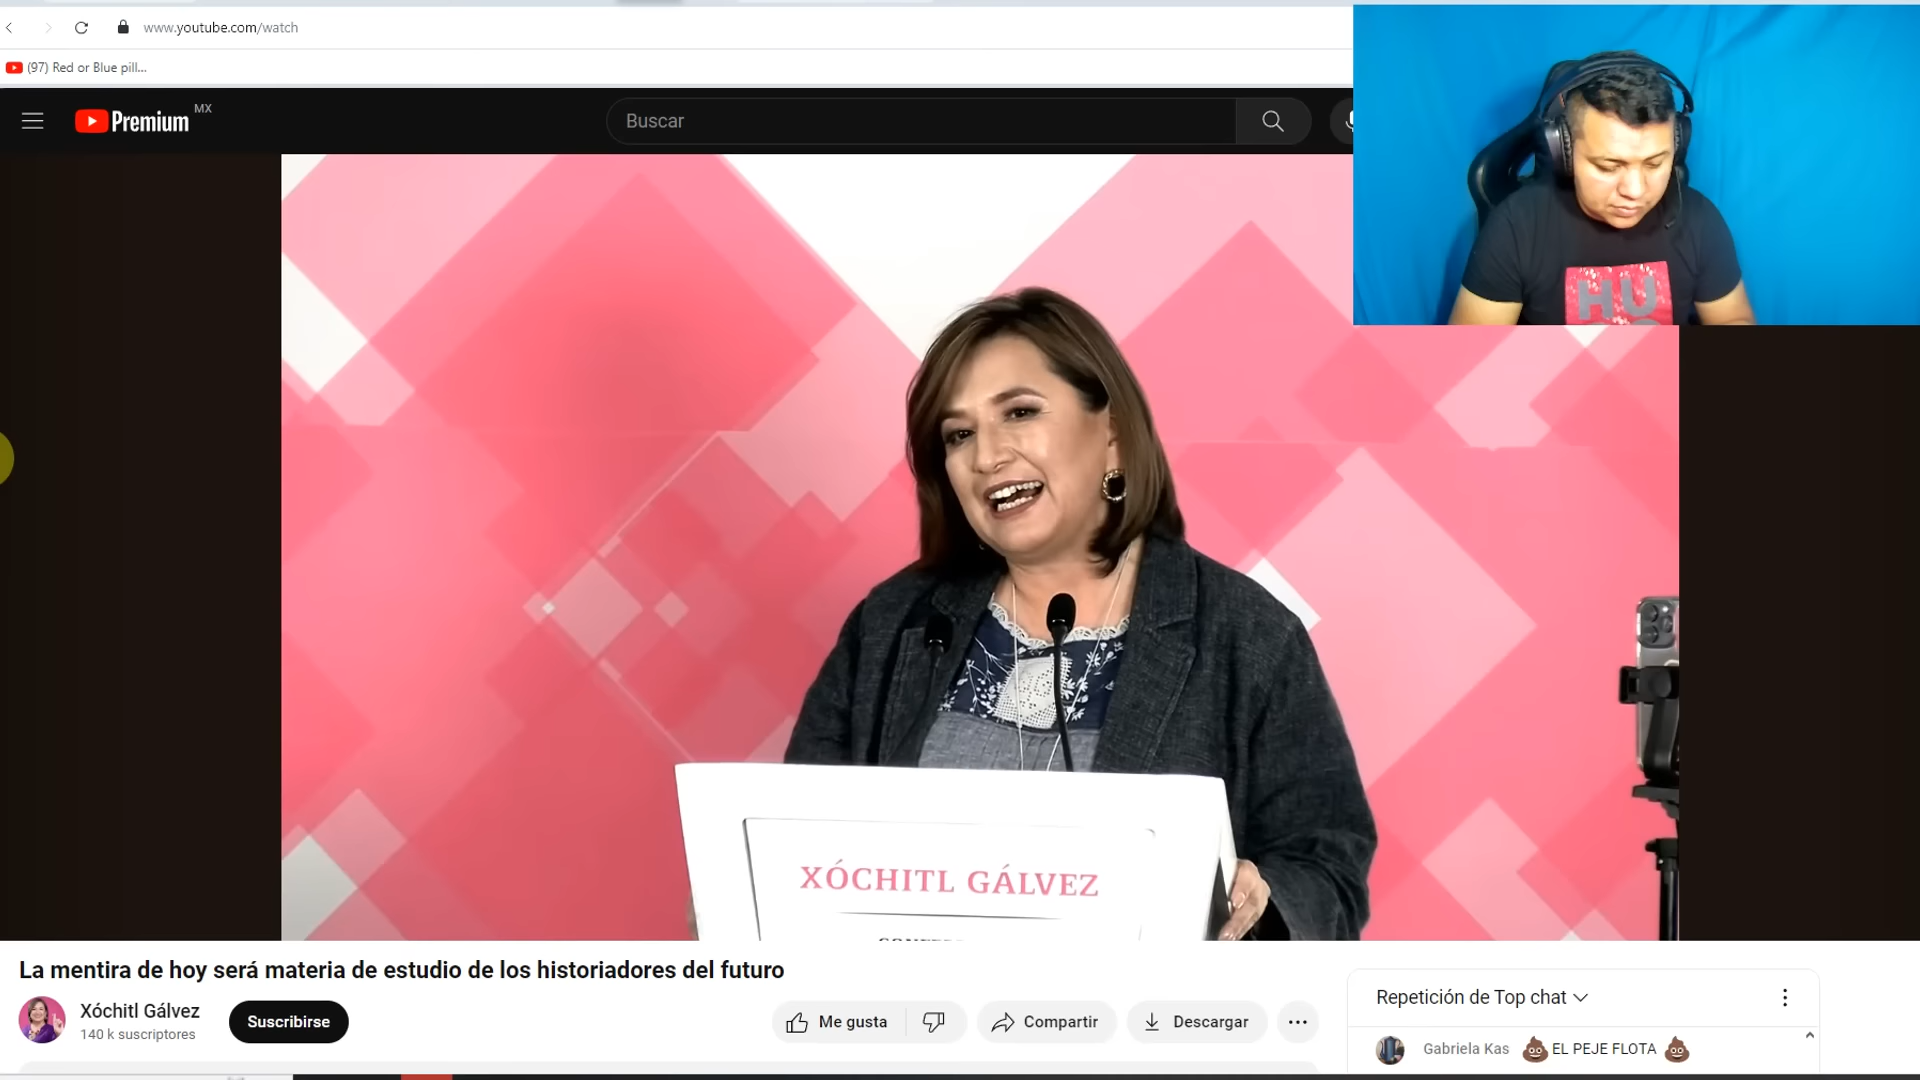 www.youtube.com/watch
(97) Red or Blue pill...
Premium MX
Buscar
HU
XÓCHITL GÁLVEZ
La mentira de hoy será materia de estudio de los historiadores del futuro
Xóchitl Gálvez
140 k suscriptores
Suscribirse
Me gusta
Compartir
Descargar
Repetición de Top chat
Gabriela Kas 💩 EL PEJE FLOTA 💩